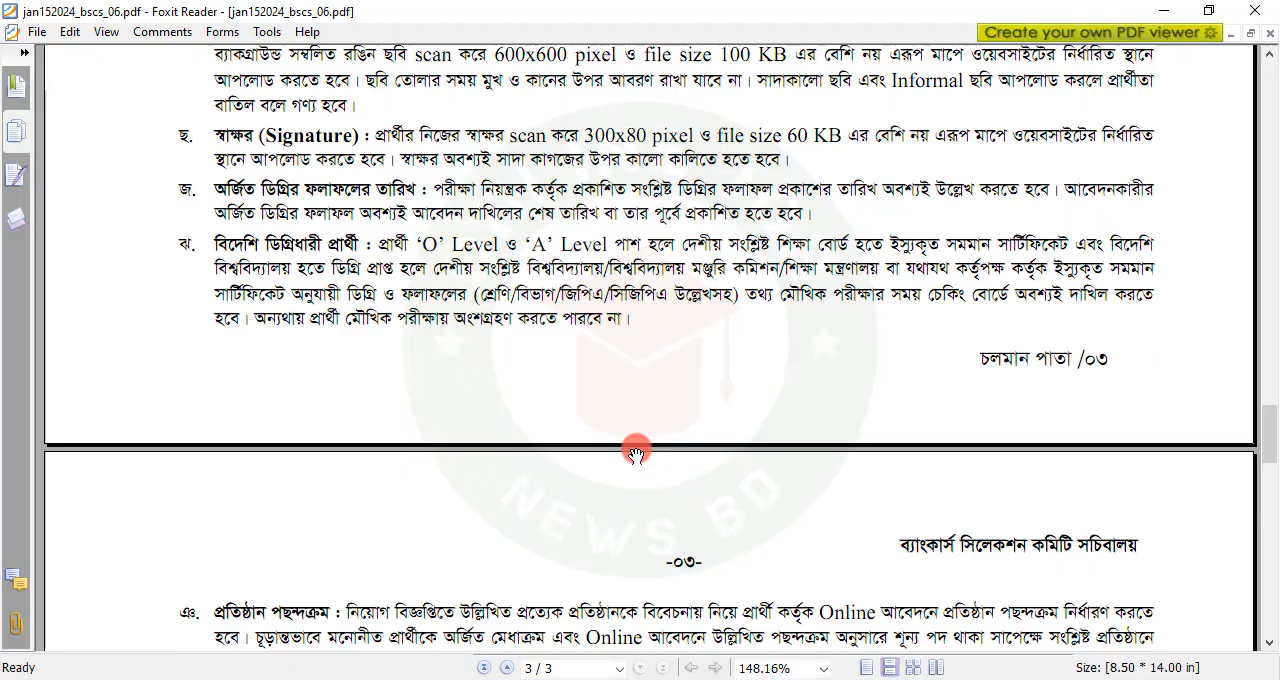 jan152024_bscs_06.pdf - Foxit Reader - [jan152024_bscs_06.pdf]
File Edit View Comments Forms Tools Help
Create your own PDF viewer
ব্যাকগ্রাউন্ড সম্বলিত রঙিন ছবি scan করে 600x600 pixel ও file size 100 KB এর বেশি নয় এরূপ মাপে ওয়েবসাইটের নির্ধারিত স্থানে
আপলোড করতে হবে। ছবি তোলার সময় মুখ ও কানের উপর আবরণ রাখা যাবে না। সাদাকালো ছবি এবং Informal ছবি আপলোড করলে প্রার্থীতা
বাতিল বলে গণ্য হবে।
ছ. স্বাক্ষর (Signature) : প্রার্থীর নিজের স্বাক্ষর scan করে 300x80 pixel ও file size 60 KB এর বেশি নয় এরূপ মাপে ওয়েবসাইটের নির্ধারিত
স্থানে আপলোড করতে হবে। স্বাক্ষর অবশ্যই সাদা কাগজের উপর কালো কালিতে হতে হবে।
জ. অর্জিত ডিগ্রির ফলাফলের তারিখ : পরীক্ষা নিয়ন্ত্রক কর্তৃক প্রকাশিত সংশ্লিষ্ট ডিগ্রির ফলাফল প্রকাশের তারিখ অবশ্যই উল্লেখ করতে হবে। আবেদনকারীর
অর্জিত ডিগ্রির ফলাফল অবশ্যই আবেদন দাখিলের শেষ তারিখ বা তার পূর্বে প্রকাশিত হতে হবে।
ঝ. বিদেশি ডিগ্রিধারী প্রার্থী : প্রার্থী ‘O’ Level ও ‘A’ Level পাশ হলে দেশীয় সংশ্লিষ্ট শিক্ষা বোর্ড হতে ইস্যুকৃত সমমান সার্টিফিকেট এবং বিদেশি
বিশ্ববিদ্যালয় হতে ডিগ্রি প্রাপ্ত হলে দেশীয় সংশ্লিষ্ট বিশ্ববিদ্যালয়/বিশ্ববিদ্যালয় মঞ্জুরি কমিশন/শিক্ষা মন্ত্রণালয় বা যথাযথ কর্তৃপক্ষ কর্তৃক ইস্যুকৃত সমমান
সার্টিফিকেট অনুযায়ী ডিগ্রি ও ফলাফলের (শ্রেণি/বিভাগ/জিপিএ/সিজিপিএ উল্লেখসহ) তথ্য মৌখিক পরীক্ষার সময় চেকিং বোর্ডে অবশ্যই দাখিল করতে
হবে। অন্যথায় প্রার্থী মৌখিক পরীক্ষায় অংশগ্রহণ করতে পারবে না।
চলমান পাতা /০৩
NEWS BD
ব্যাংকার্স সিলেকশন কমিটি সচিবালয়
-০৩-
ঞ. প্রতিষ্ঠান পছন্দক্রম : নিয়োগ বিজ্ঞপ্তিতে উল্লিখিত প্রত্যেক প্রতিষ্ঠানকে বিবেচনায় নিয়ে প্রার্থী কর্তৃক Online আবেদনে প্রতিষ্ঠান পছন্দক্রম নির্ধারণ করতে
হবে। চূড়ান্তভাবে মনোনীত প্রার্থীকে অর্জিত মেধাক্রম এবং Online আবেদনে উল্লিখিত পছন্দক্রম অনুসারে শূন্য পদ থাকা সাপেক্ষে সংশ্লিষ্ট প্রতিষ্ঠানে
Ready 3 / 3 148.16% Size: [8.50 * 14.00 in]